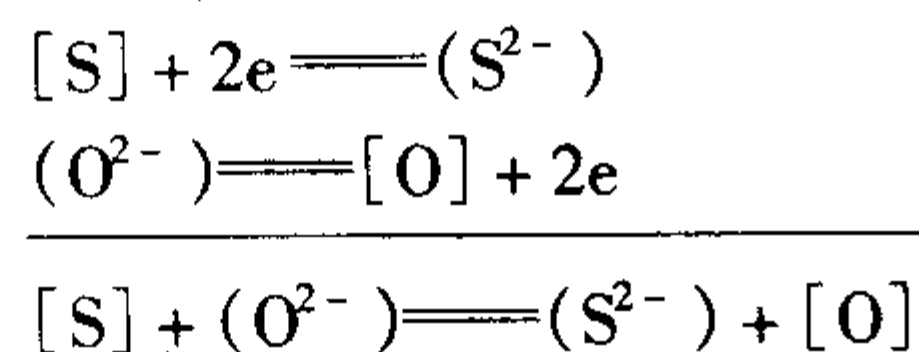 [S] + 2e══(S²⁻)
(O²⁻)══[O] + 2e
[S] + (O²⁻)══(S²⁻) + [O]